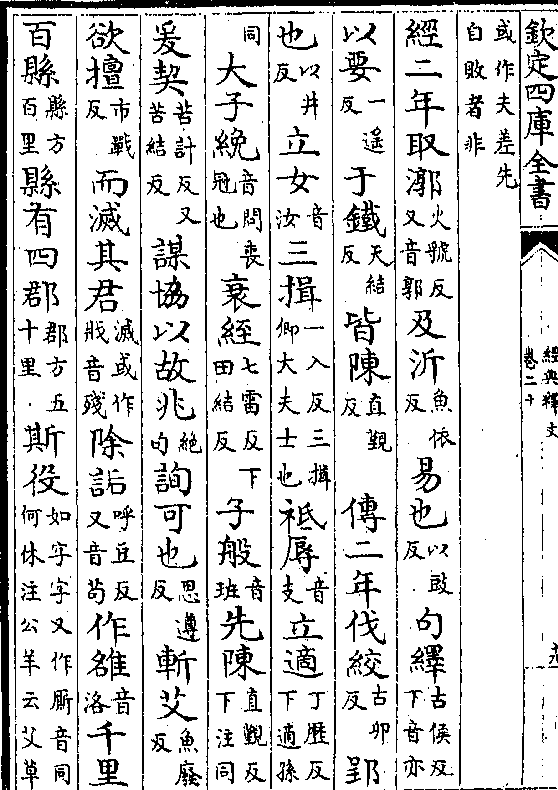 欽定四庫全書
經典釋文
卷二十
或作夫差先
自敗者非
經二年取漷火虢反又音郭及沂魚依反易也以豉反句繹古侯反下音亦
以要一遥反于鐵天結反皆陳直覲反傳二年伐絞古卯反郢
也以井反立女音汝三揖一入反三揖卿大夫士也祇辱音支立適丁歷反下適孫
同大子絻音問喪冠也衰絰七雷反下田結反子般音班先陳直覲反下注同
爰契苦計反又苦結反謀協以故兆絶句詢可也思遵反斬艾魚廢反
欲擅市戰反而滅其君滅或作戕音殘除詬呼豆反又音苟作雒音洛千里
百縣縣方百里縣有四郡郡方五十里斯役如字字又作厮音同何休注公羊云艾草